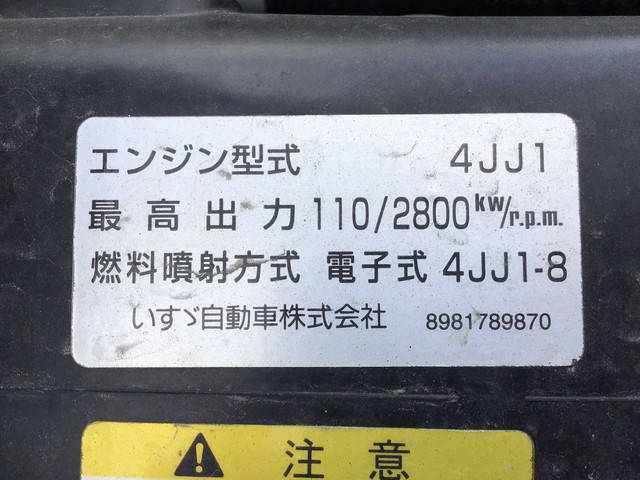 エンジン型式 4JJ1
最高出力 110/2800kW/r.p.m.
燃料噴射方式 電子式 4JJ1-8
いすゞ自動車株式会社 8981789870
注意